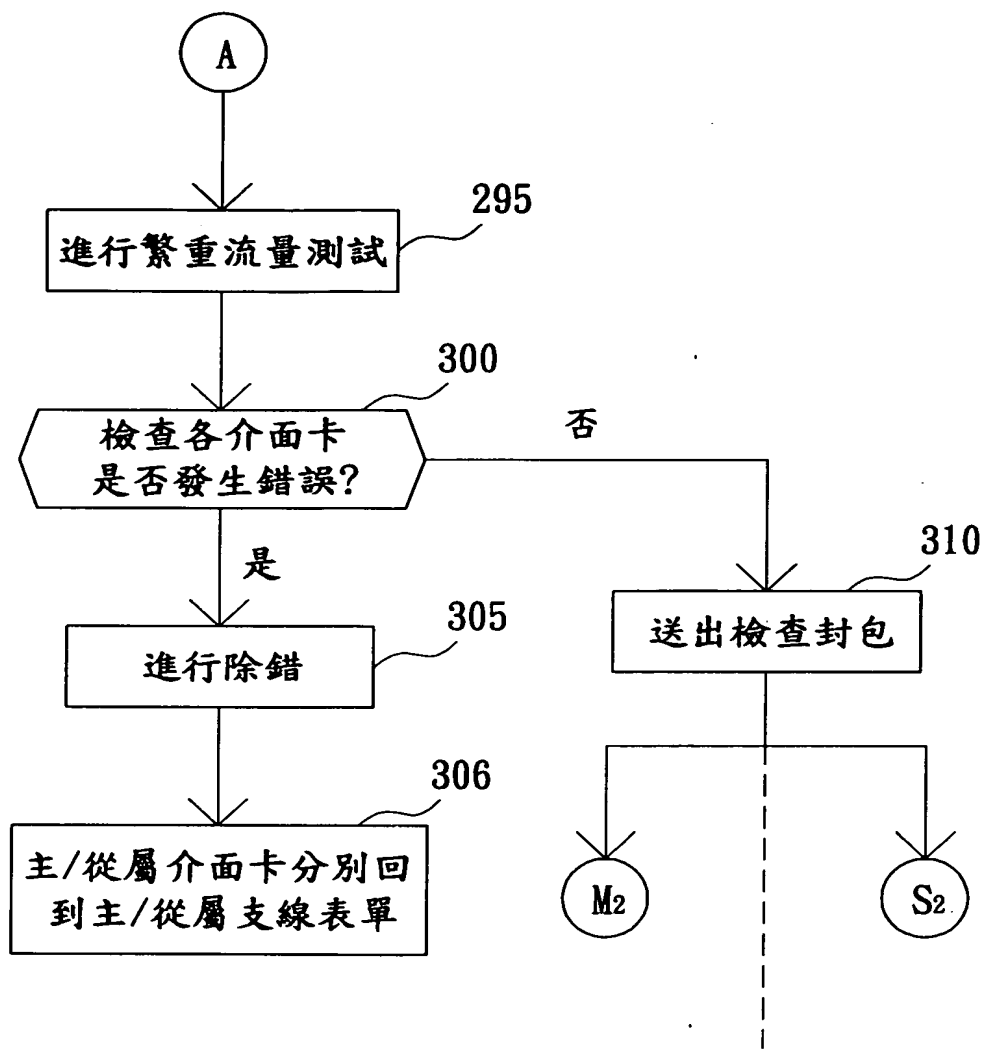 A
295
進行繁重流量測試
300
檢查各介面卡
是否發生錯誤?
否
是
310
送出檢查封包
305
進行除錯
306
主/從屬介面卡分別回
到主/從屬支線表單
M2
S2